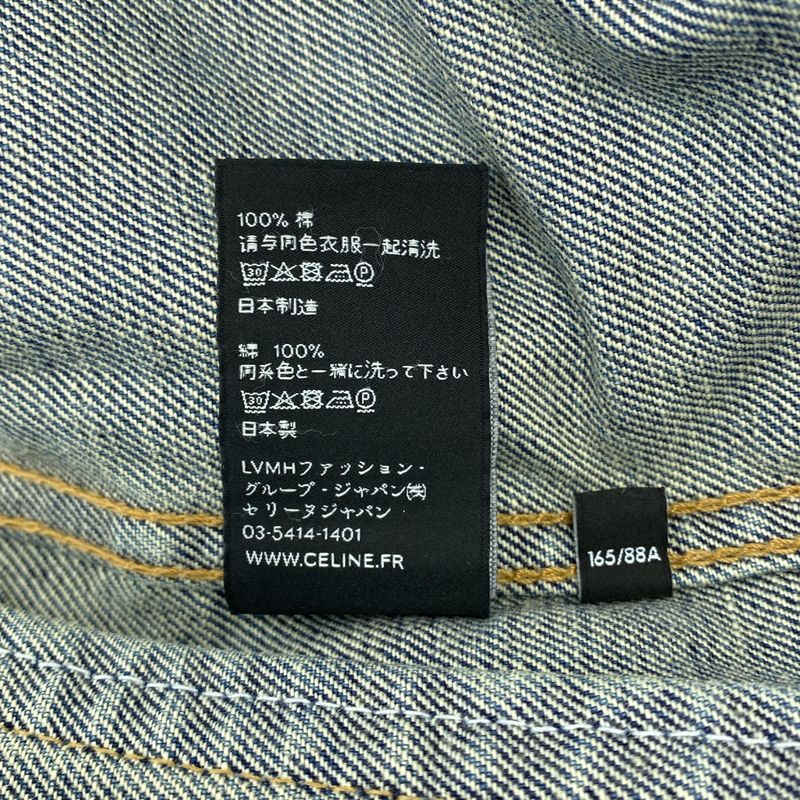 100% 棉
请与同色衣服一起清洗
30 P
日本制造
綿 100%
同系色と一緒に洗って下さい
30 P
日本製
LVMHファッション・
グループ・ジャパン㈱
セリーヌジャパン
03-5414-1401
WWW.CELINE.FR
165/88A